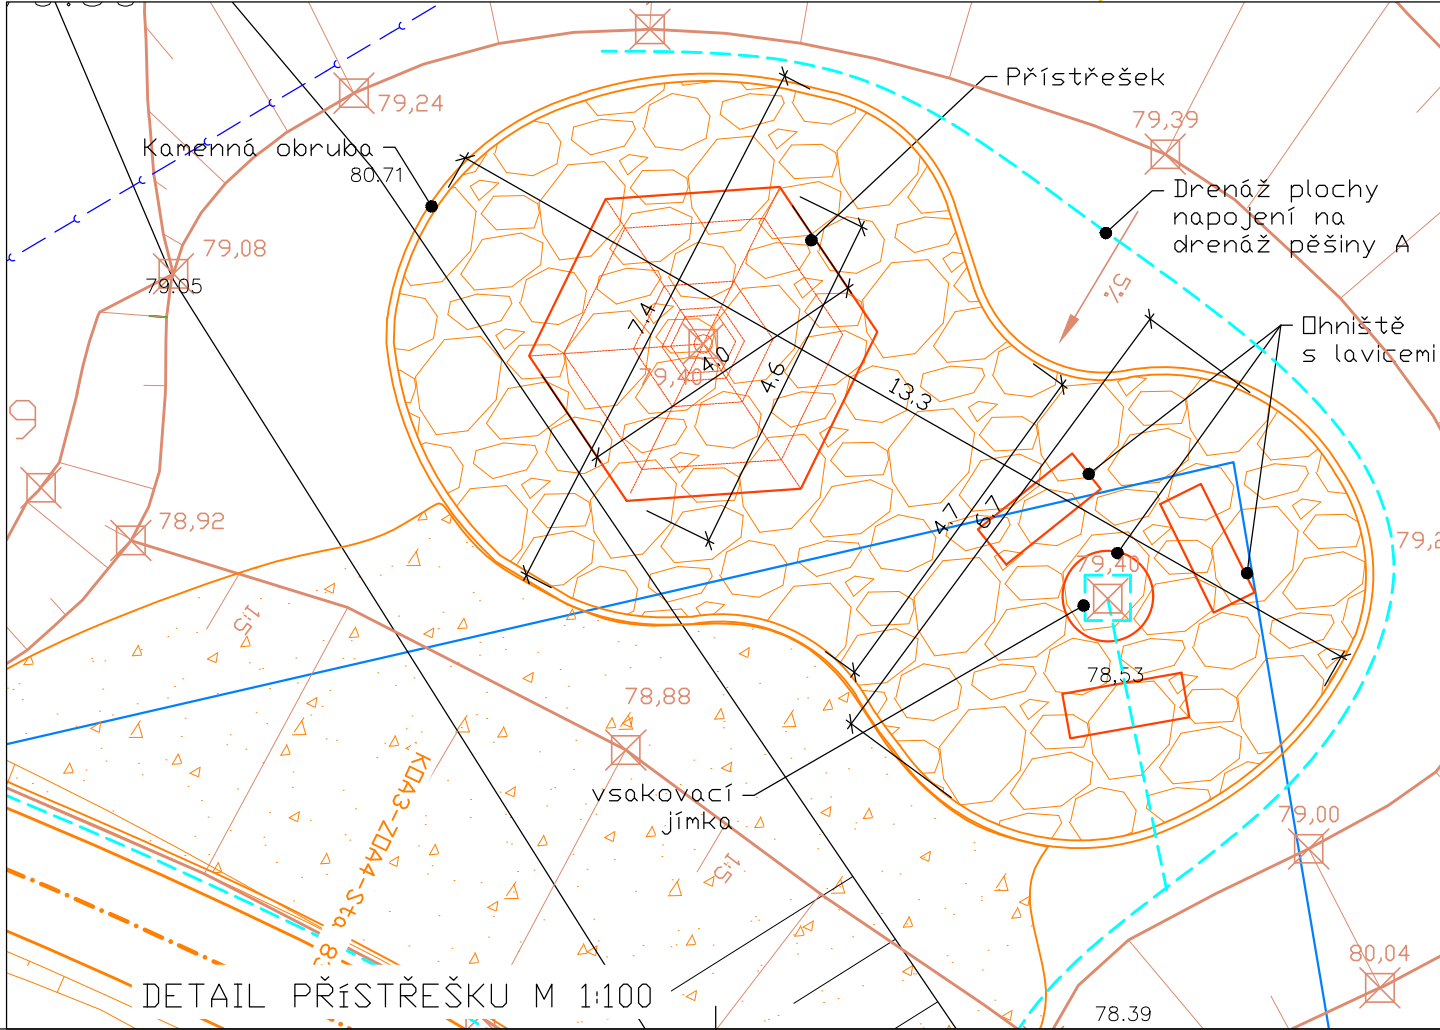 Přístřešek
79,24
79,39
Kamenná obruba
80.71
Drenáž plochy
napojení na
drenáž pěšiny A
79,08
79.05
5%
7.4
Ohniště
s lavicemi
4.0
79,40
4.6
13.3
9
4.7
6.7
78,92
79,40
1:5
78,53
78,88
KOA3-ZOA4-Sta
vsakovací
jímka
79,00
1:5
80,04
DETAIL PŘíSTŘEŠKU M 1:100
78.39